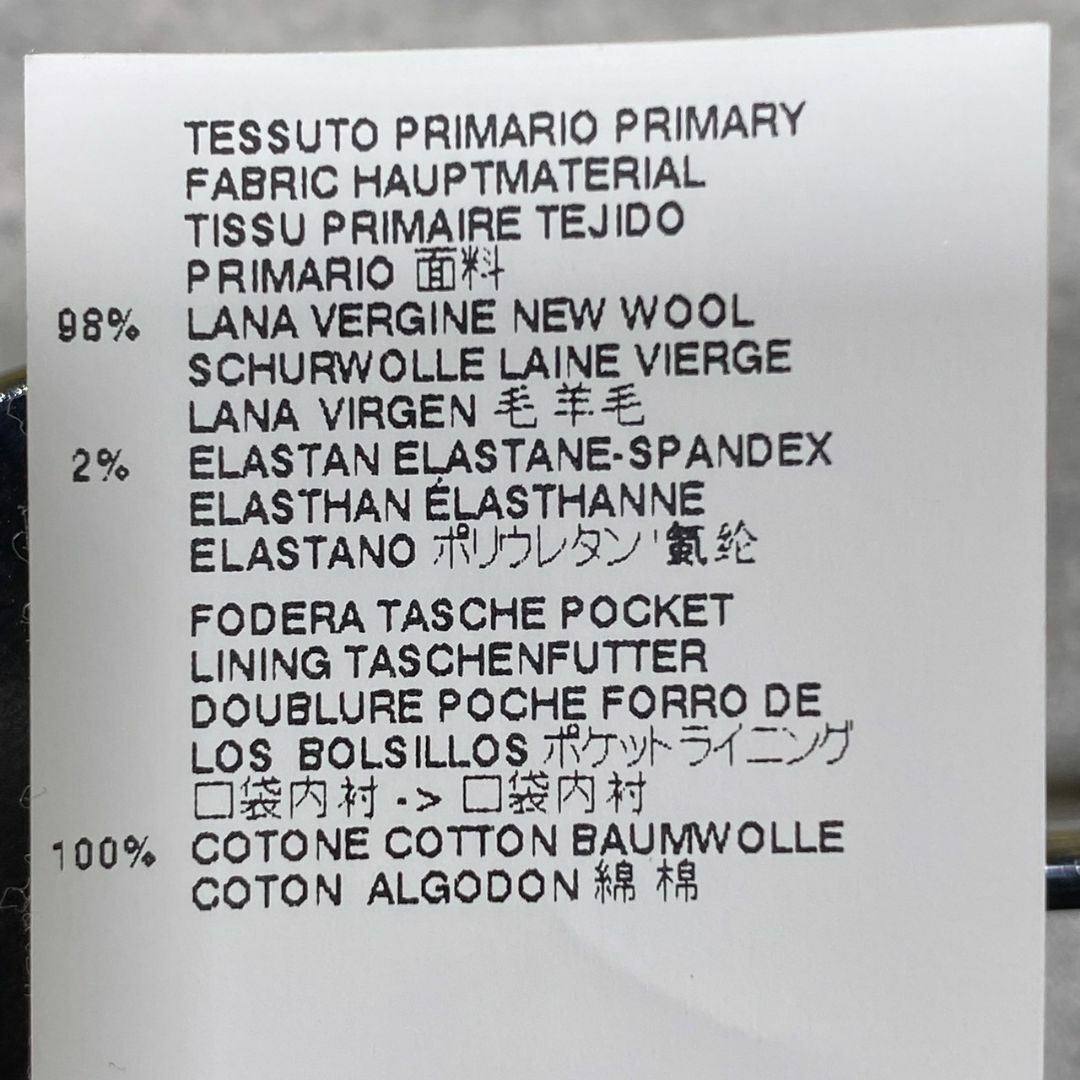 TESSUTO PRIMARIO PRIMARY
FABRIC HAUPTMATERIAL
TISSU PRIMAIRE TEJIDO
PRIMARIO 面料
98% LANA VERGINE NEW WOOL
SCHURWOLLE LAINE VIERGE
LANA VIRGEN 毛 羊毛
2% ELASTAN ELASTANE-SPANDEX
ELASTHAN ÉLASTHANNE
ELASTANO ポリウレタン '氨纶
FODERA TASCHE POCKET
LINING TASCHENFUTTER
DOUBLURE POCHE FORRO DE
LOS BOLSILLOS ポケットライニング
口袋内衬 -> 口袋内衬
100% COTONE COTTON BAUMWOLLE
COTON ALGODON 綿 棉